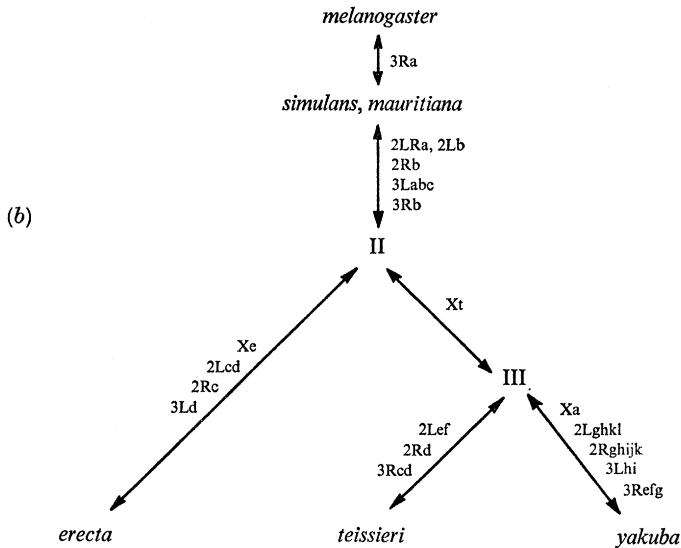 melanogaster
3Ra
simulans, mauritiana
2LRa, 2Lb
2Rb
3Labc
3Rb
(b)
II
Xt
Xe
2Lcd
2Rc
3Ld
III
2Lef
2Rd
3Rcd
Xa
2Lghkl
2Rghijk
3Lhi
3Refg
erecta
teissieri
yakuba